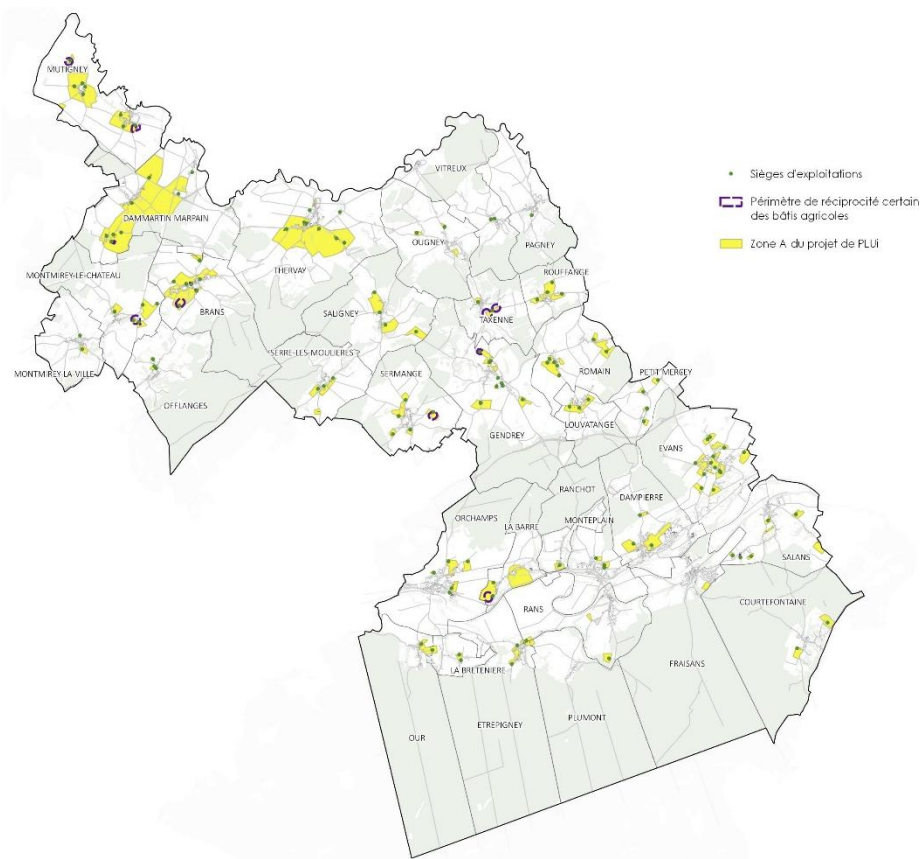 MUTIGNEY
VITREUX
Sièges d'exploitations
Périmètre de réciprocité certain
des bâtis agricoles
Zone A du projet de PLUi
DAMMARTIN MARPAIN
OUGNEY
PAGNEY
MONTMIREY-LE-CHATEAU
THERVAY
ROUFFANGE
BRANS
SALIGNEY
TAXENNE
SERRE-LES-MOULIERES
MONTMIREY-LA-VILLE
SERMANGE
ROMAIN
PETIT MERCEY
OFFLANGES
GENDREY
LOUVATANGE
EVANS
RANCHOT
DAMPIERRE
ORCHAMPS
LA BARRE
MONTEPLAIN
SALANS
COURTEFONTAINE
RANS
FRAISANS
LA BRETENIERE
PLUMONT
ETREPIGNEY
OUR